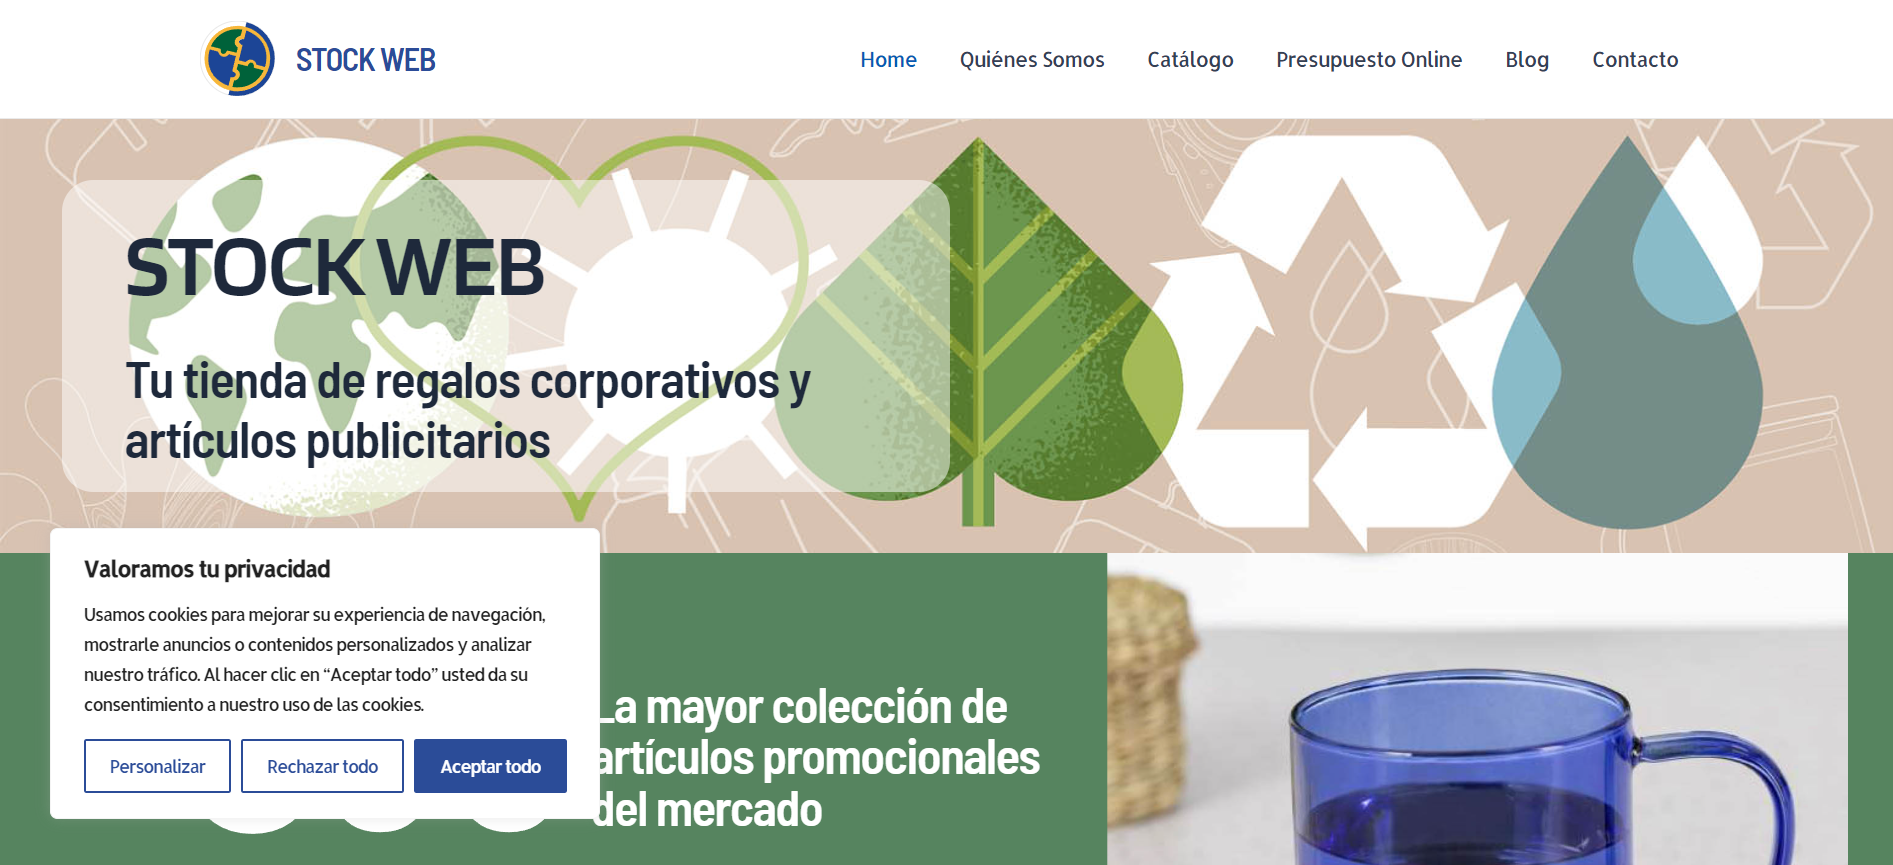 STOCK WEB
Home
Quiénes Somos
Catálogo
Presupuesto Online
Blog
Contacto
STOCK WEB
Tu tienda de regalos corporativos y
artículos publicitarios
Valoramos tu privacidad
Usamos cookies para mejorar su experiencia de navegación,
mostrarle anuncios o contenidos personalizados y analizar
nuestro tráfico. Al hacer clic en “Aceptar todo” usted da su
consentimiento a nuestro uso de las cookies.
Personalizar
Rechazar todo
Aceptar todo
La mayor colección de
artículos promocionales
del mercado